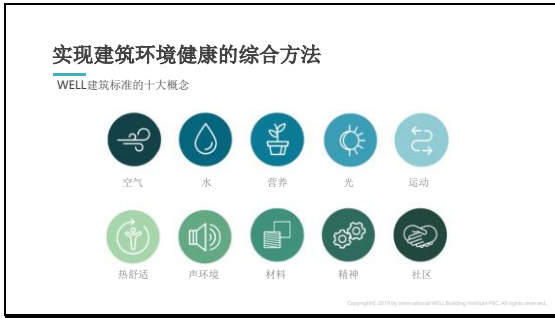 实现建筑环境健康的综合方法
WELL建筑标准的十大概念
空气 水 营养 光 运动
热舒适 声环境 材料 精神 社区
Copyright© 2019 by International WELL Building Institute PBC. All rights reserved.